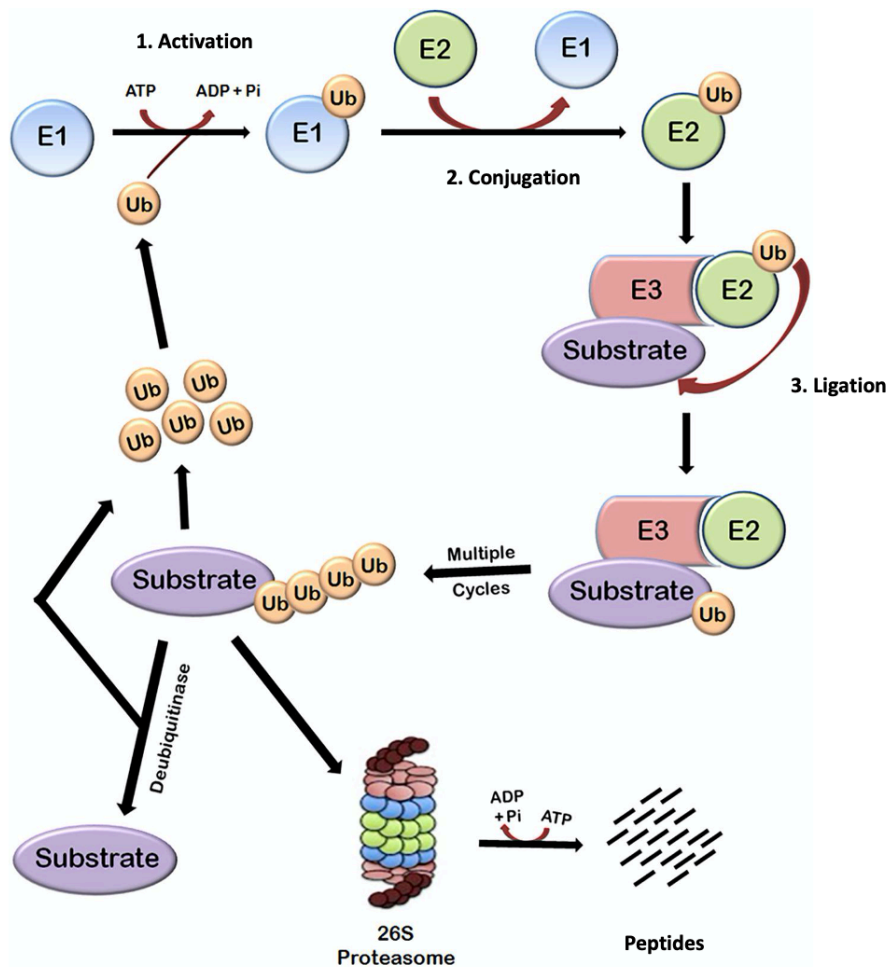 1. Activation
ATP
ADP + Pi
E1
Ub
E1
Ub
E2
E1
2. Conjugation
E2
Ub
E3
E2
Ub
Substrate
3. Ligation
E3
E2
Substrate
Ub
Multiple
Cycles
Substrate
Ub
Ub
Ub
Ub
Ub
Ub
Ub
Ub
Ub
Deubiquitinase
Substrate
26S
Proteasome
ADP
+ Pi
ATP
Peptides